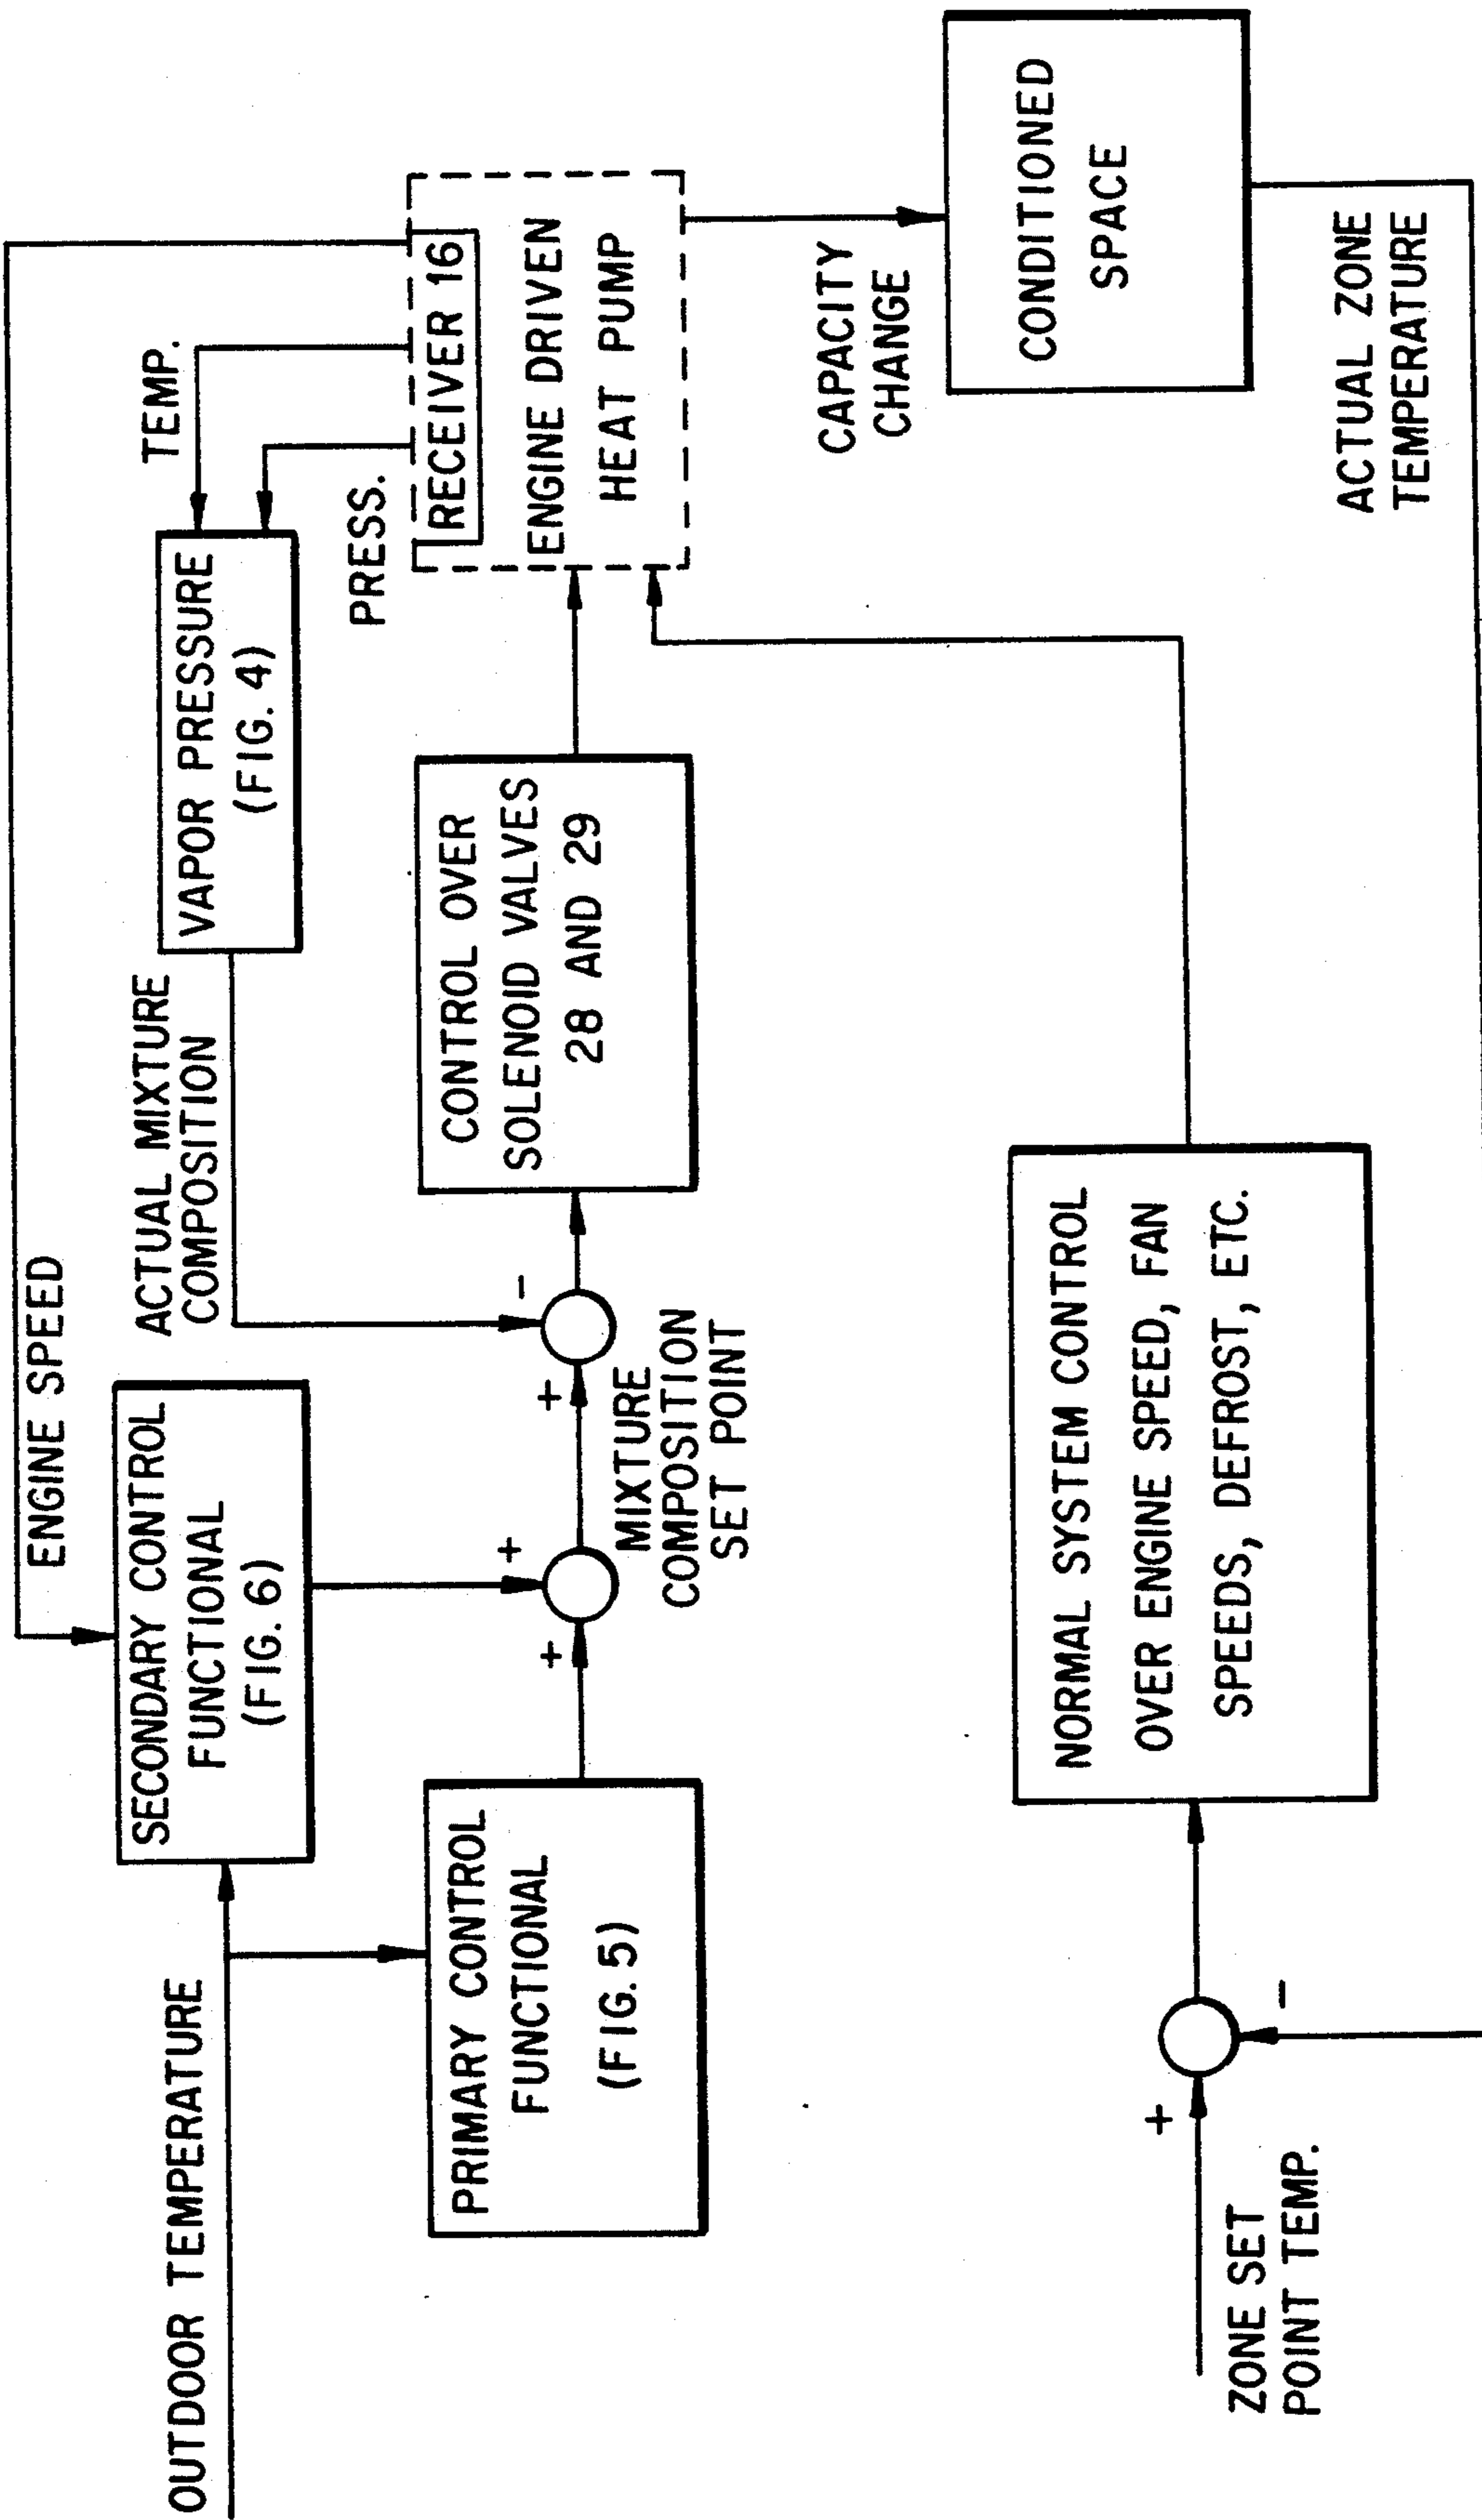 OUTDOOR TEMPERATURE
ENGINE SPEED
SECONDARY CONTROL
FUNCTIONAL
(FIG. 6)
ACTUAL MIXTURE
COMPOSITION
VAPOR PRESSURE
(FIG. 4)
TEMP.
PRESS.
PRIMARY CONTROL
FUNCTIONAL
(FIG. 5)
+
+
+
-
MIXTURE
COMPOSITION
SET POINT
CONTROL OVER
SOLENOID VALVES
28 AND 29
RECEIVER 16
ENGINE DRIVEN
HEAT PUMP
CAPACITY
CHANGE
CONDITIONED
SPACE
ZONE SET
POINT TEMP.
+
-
NORMAL SYSTEM CONTROL
OVER ENGINE SPEED, FAN
SPEEDS, DEFROST, ETC.
ACTUAL ZONE
TEMPERATURE